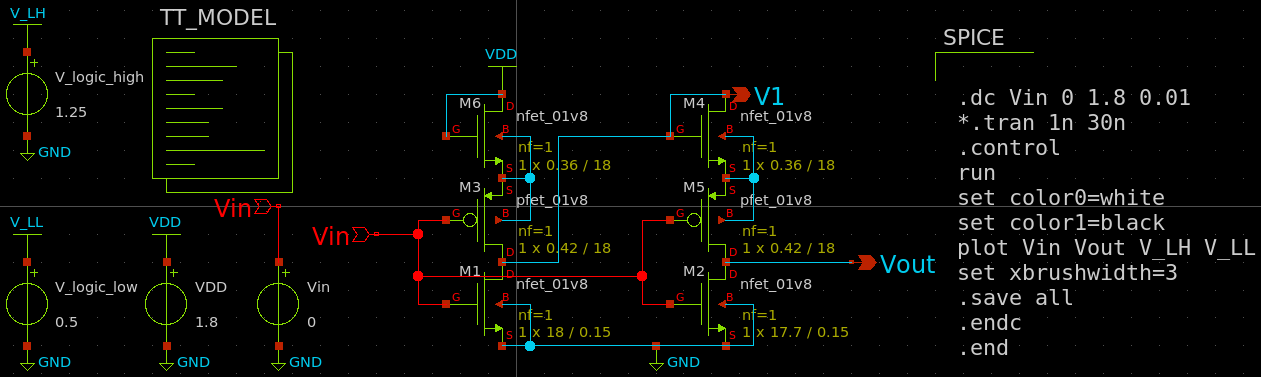 V_LH
TT_MODEL
SPICE
V_logic_high
1.25
+
GND
VDD
M6
D
G
B
S
nfet_01v8
nf=1
1 x 0.36 / 18
M4
D
G
B
S
V1
nfet_01v8
nf=1
1 x 0.36 / 18
.dc Vin 0 1.8 0.01
*.tran 1n 30n
.control
run
set color0=white
set color1=black
plot Vin Vout V_LH V_LL
set xbrushwidth=3
.save all
.endc
.end
M3
S
G
B
D
pfet_01v8
nf=1
1 x 0.42 / 18
M5
S
G
B
D
pfet_01v8
nf=1
1 x 0.42 / 18
Vin
Vin
V_LL
VDD
+
V_logic_low
0.5
GND
+
VDD
1.8
GND
+
Vin
0
GND
M1
D
G
B
S
nfet_01v8
nf=1
1 x 18 / 0.15
M2
D
G
B
S
nfet_01v8
nf=1
1 x 17.7 / 0.15
Vout
GND